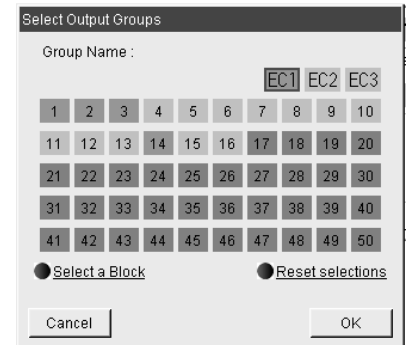 Select Output Groups
Group Name :
EC1 EC2 EC3
1 2 3 4 5 6 7 8 9 10
11 12 13 14 15 16 17 18 19 20
21 22 23 24 25 26 27 28 29 30
31 32 33 34 35 36 37 38 39 40
41 42 43 44 45 46 47 48 49 50
Select a Block Reset selections
Cancel OK